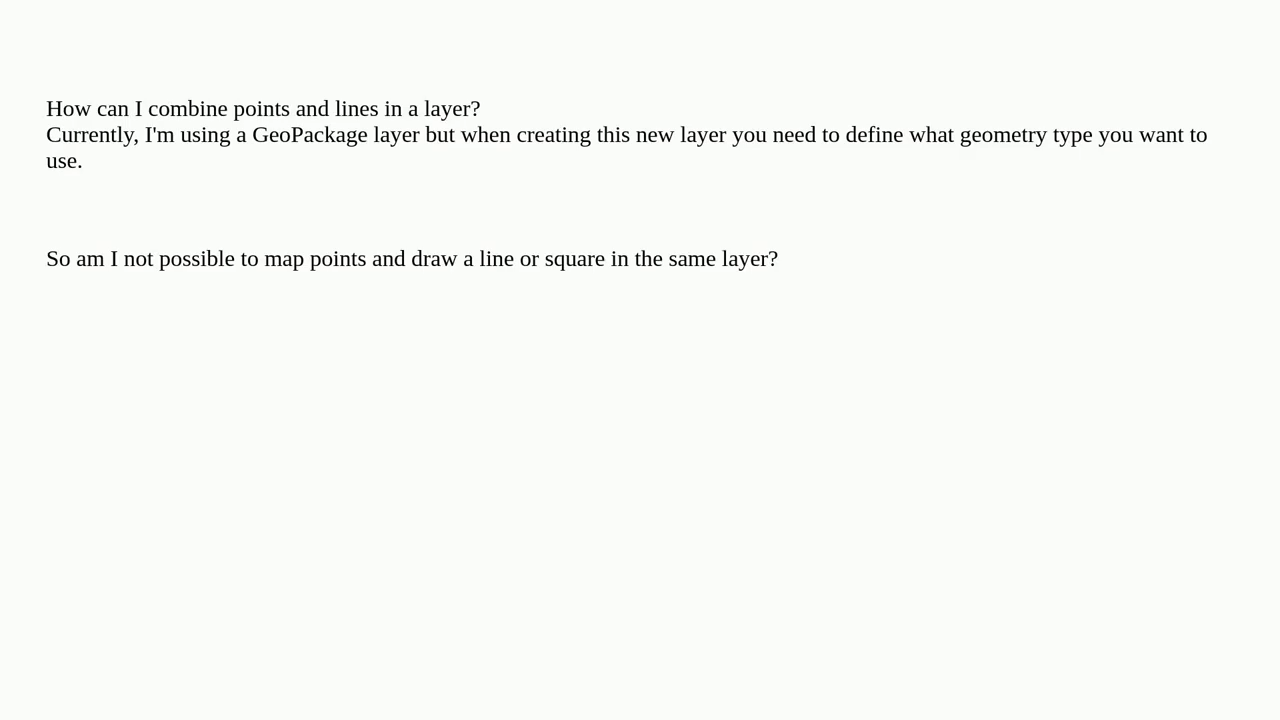 How can I combine points and lines in a layer?
Currently, I'm using a GeoPackage layer but when creating this new layer you need to define what geometry type you want to
use.
So am I not possible to map points and draw a line or square in the same layer?